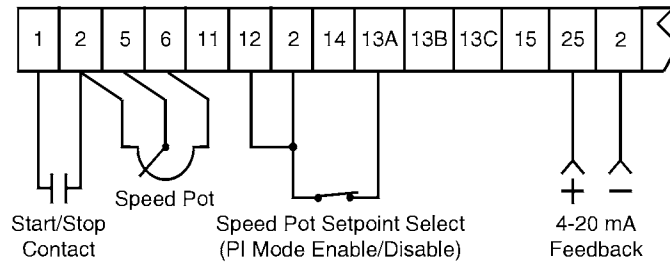 1 2 5 6 11 12 2 14 13A 13B 13C 15 25 2
Speed Pot
Start/Stop
Contact
Speed Pot Setpoint Select
(PI Mode Enable/Disable)
+ −
4-20 mA
Feedback